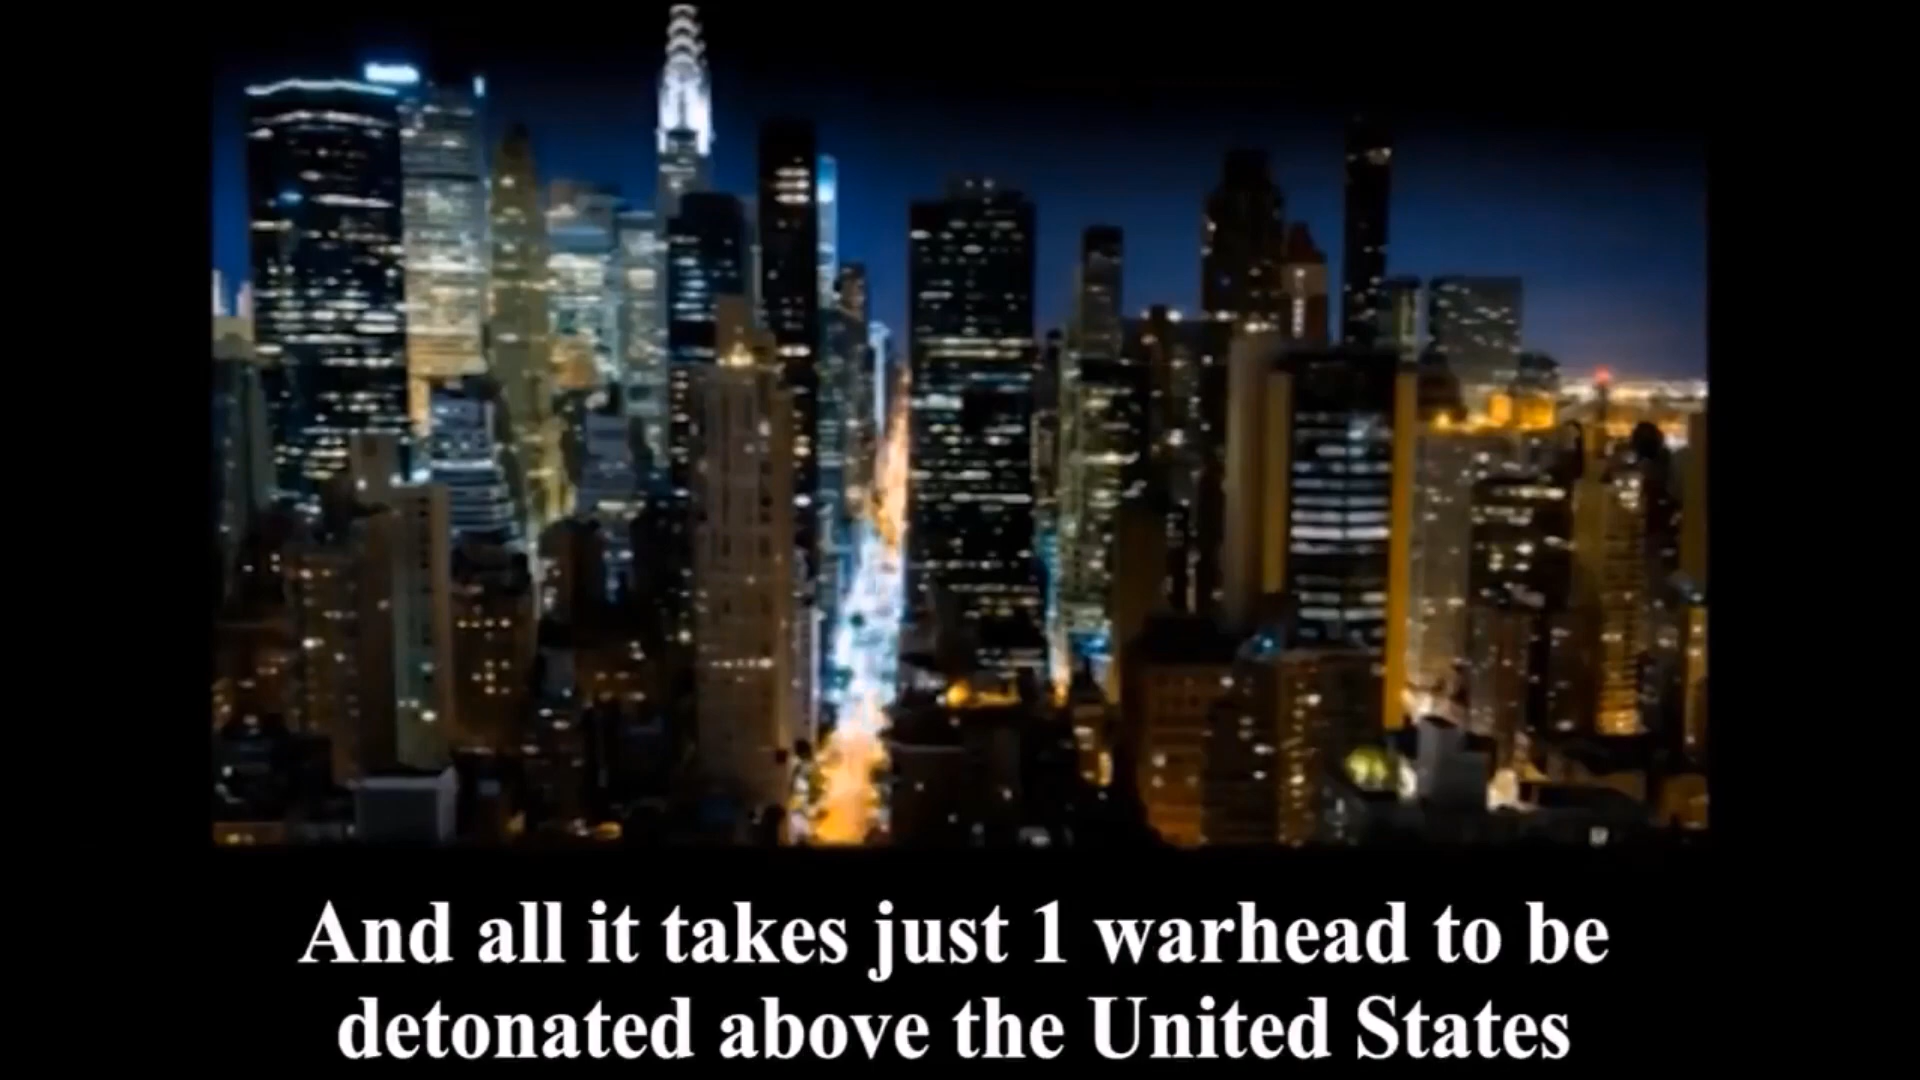 And all it takes just 1 warhead to be
detonated above the United States